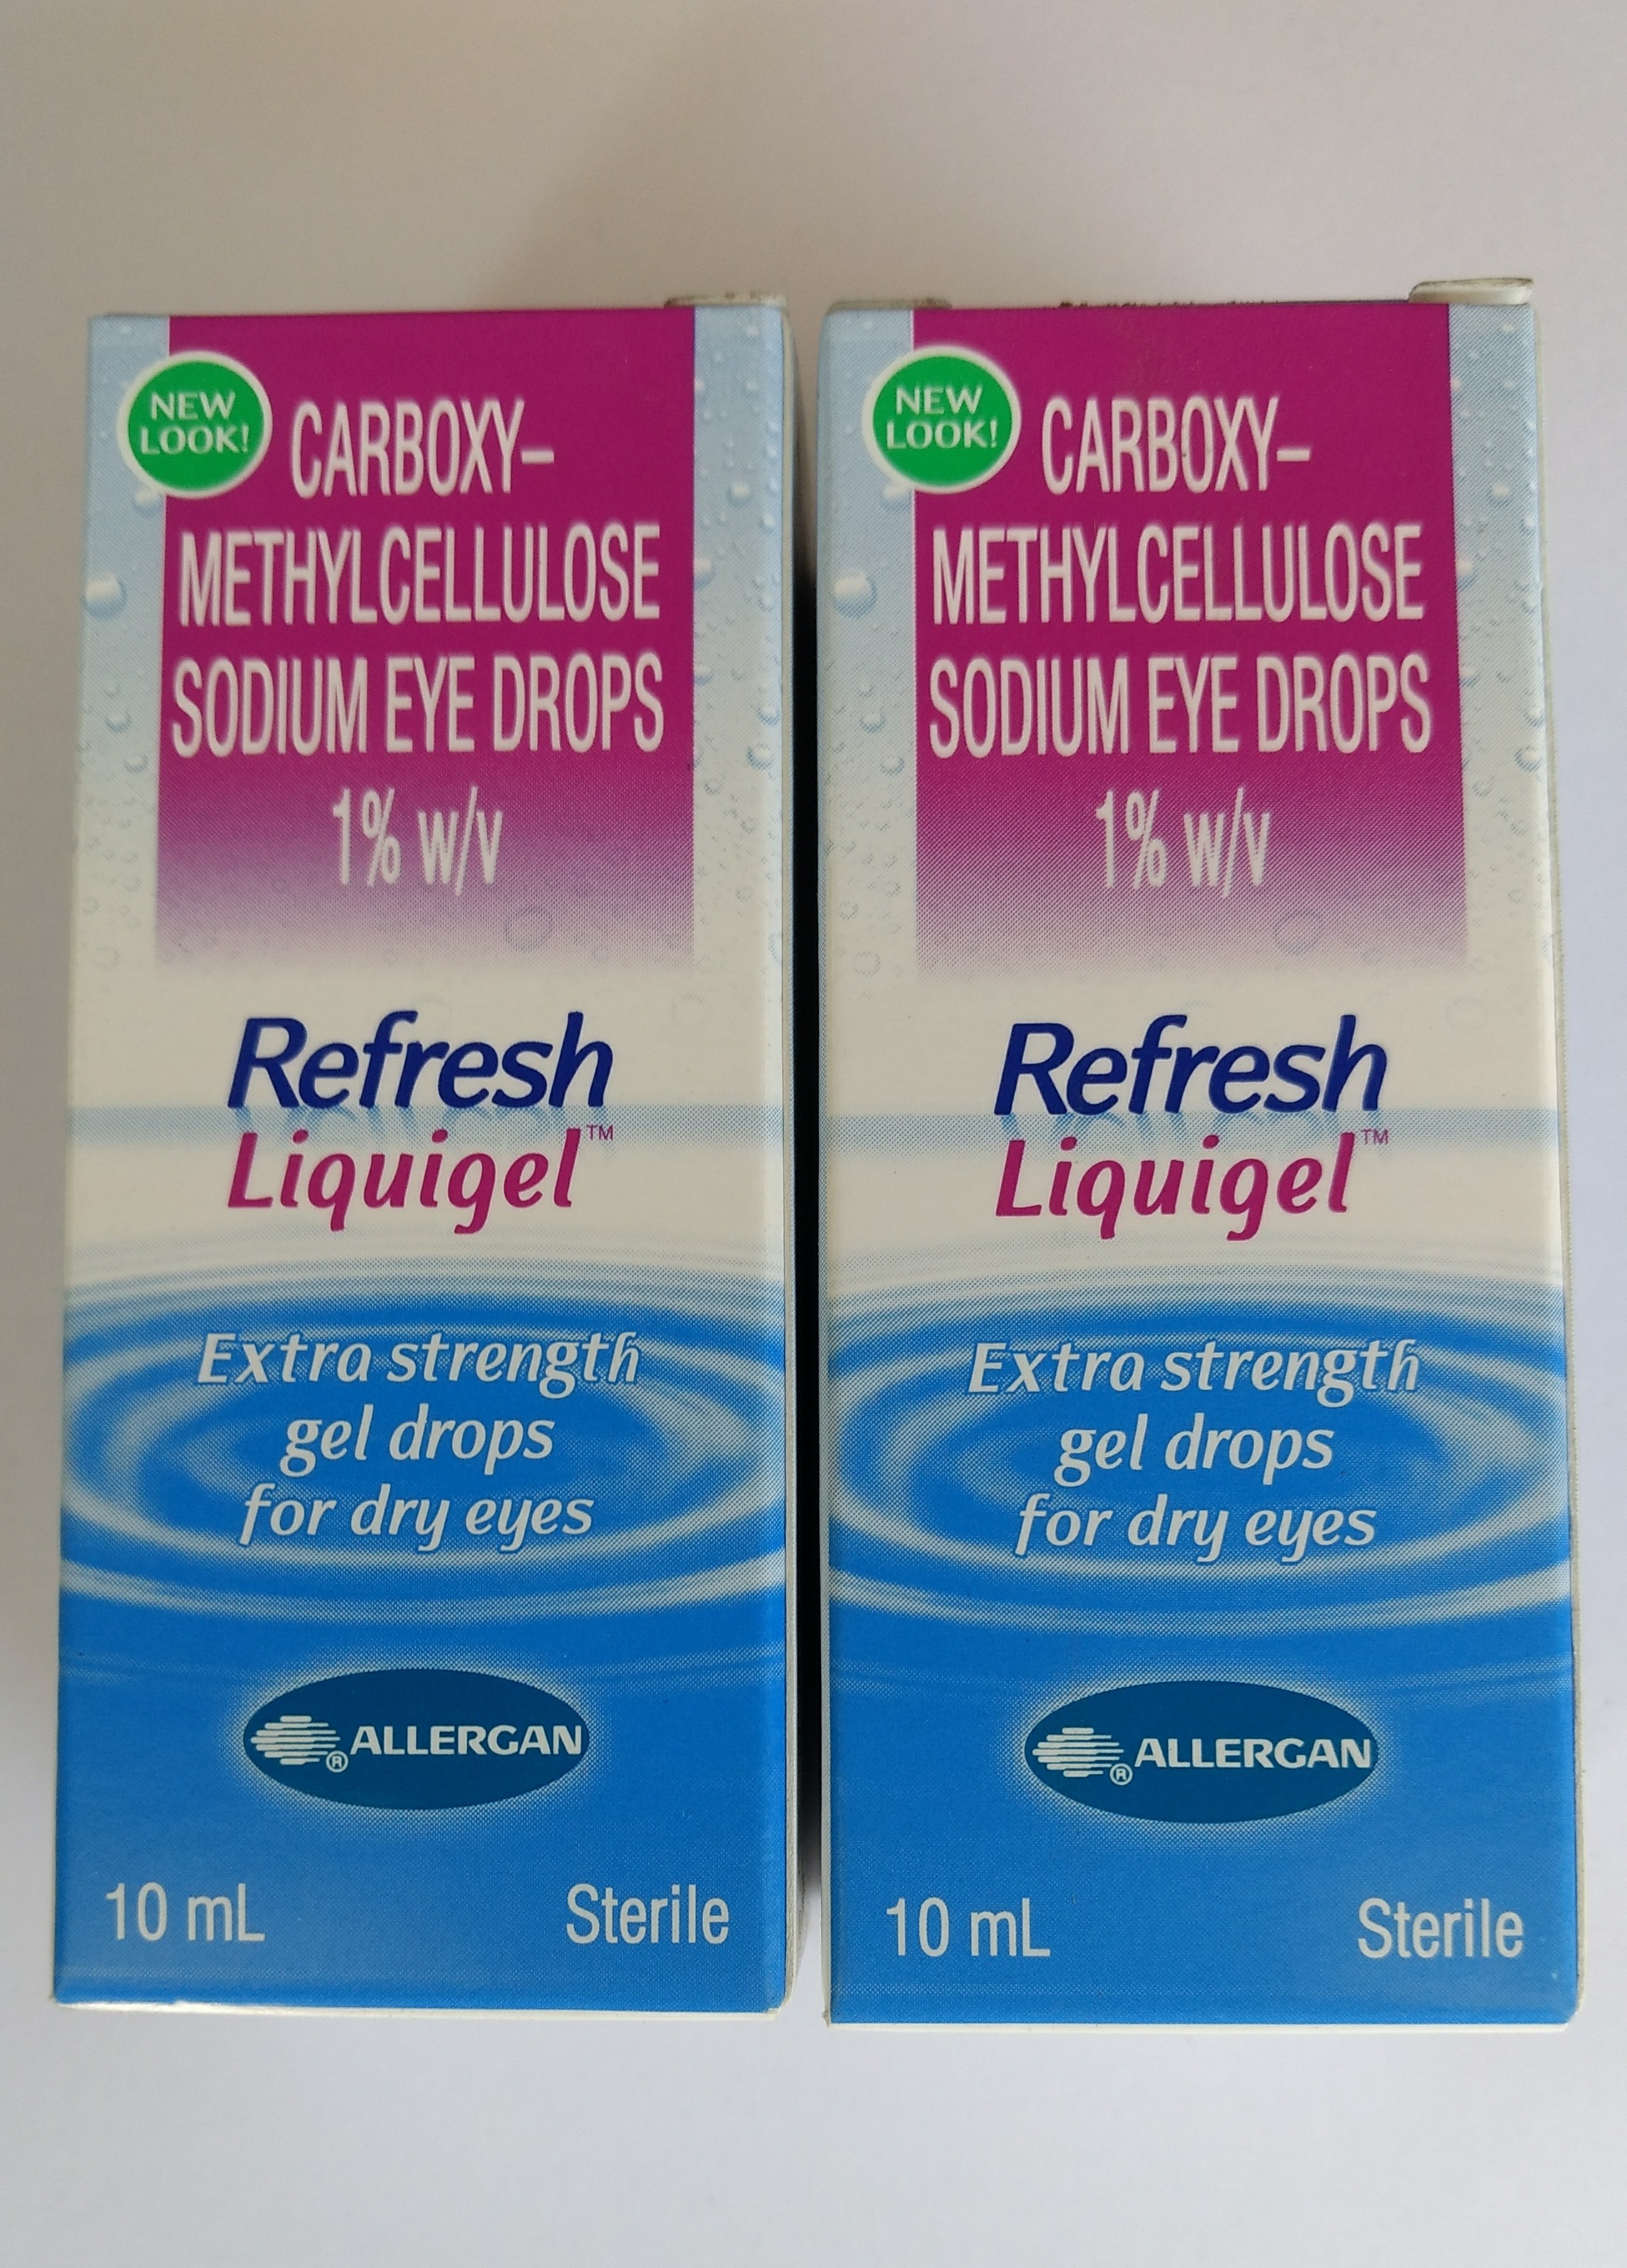 NEW
LOOK!
CARBOXY-
METHYLCELLULOSE
SODIUM EYE DROPS
1% w/v
Refresh
Liquigel™
Extra strength
gel drops
for dry eyes
® ALLERGAN
10 mL Sterile
NEW
LOOK!
CARBOXY-
METHYLCELLULOSE
SODIUM EYE DROPS
1% w/v
Refresh
Liquigel™
Extra strength
gel drops
for dry eyes
® ALLERGAN
10 mL Sterile